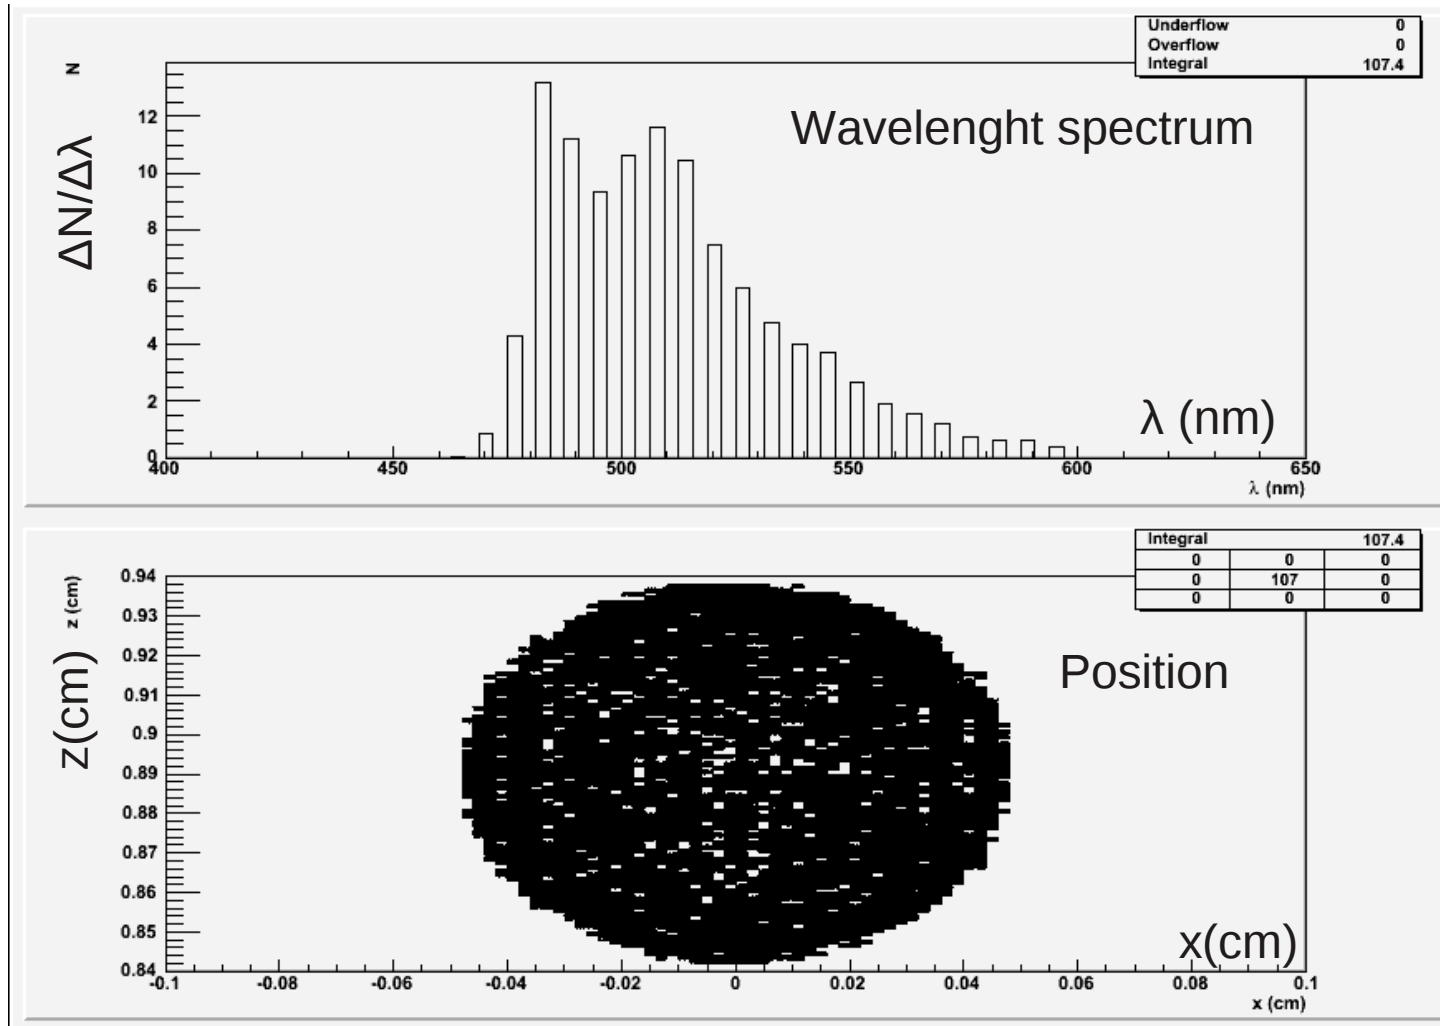 Underflow 0
Overflow 0
Integral 107.4
N
ΔN/Δλ
Wavelenght spectrum
12
10
8
6
4
2
0
λ (nm)
400 450 500 550 600 650
λ (nm)
Integral 107.4
0 0 0
0 107 0
0 0 0
z (cm)
z(cm)
Position
0.94
0.93
0.92
0.91
0.9
0.89
0.88
0.87
0.86
0.85
0.84
x(cm)
-0.1 -0.08 -0.06 -0.04 -0.02 0 0.02 0.04 0.06 0.08 0.1
x (cm)